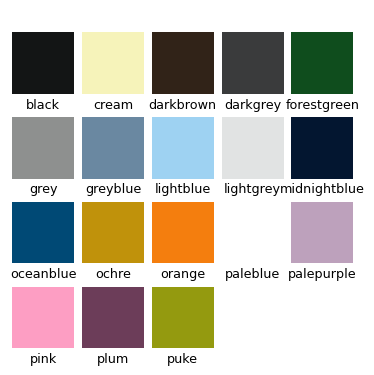 black cream darkbrown darkgrey forestgreen
grey greyblue lightblue lightgrey midnightblue
oceanblue ochre orange paleblue palepurple
pink plum puke